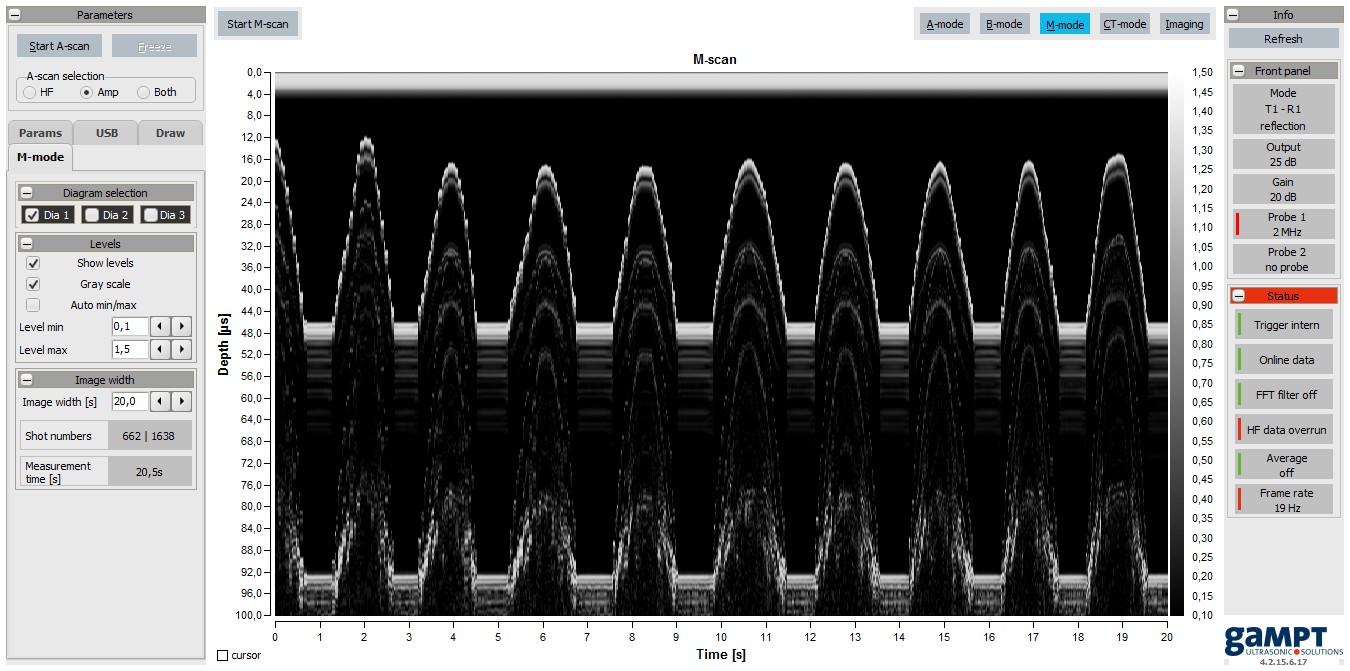 Parameters
Start A-scan
Freeze
A-scan selection
HF
Amp
Both
Params
USB
Draw
M-mode
Diagram selection
Dia 1
Dia 2
Dia 3
Levels
Show levels
Gray scale
Auto min/max
Level min
0,1
Level max
1,5
Image width
Image width [s]
20,0
Shot numbers
662 | 1638
Measurement
time [s]
20,5s
Start M-scan
A-mode
B-mode
M-mode
CT-mode
Imaging
M-scan
Depth [µs]
0,0
4,0
8,0
12,0
16,0
20,0
24,0
28,0
32,0
36,0
40,0
44,0
48,0
52,0
56,0
60,0
64,0
68,0
72,0
76,0
80,0
84,0
88,0
92,0
96,0
100,0
0
1
2
3
4
5
6
7
8
9
10
11
12
13
14
15
16
17
18
19
20
Time [s]
cursor
1,50
1,45
1,40
1,35
1,30
1,25
1,20
1,15
1,10
1,05
1,00
0,95
0,90
0,85
0,80
0,75
0,70
0,65
0,60
0,55
0,50
0,45
0,40
0,35
0,30
0,25
0,20
0,15
0,10
Info
Refresh
Front panel
Mode
T1 - R1
reflection
Output
25 dB
Gain
20 dB
Probe 1
2 MHz
Probe 2
no probe
Status
Trigger intern
Online data
FFT filter off
HF data overrun
Average
off
Frame rate
19 Hz
gaMPT
ULTRASONIC SOLUTIONS
4.2.15.6.17